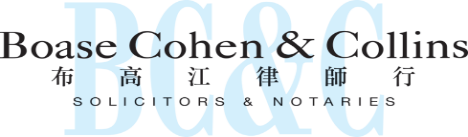 BC&C
Boase Cohen & Collins
布高江律師行
SOLICITORS & NOTARIES